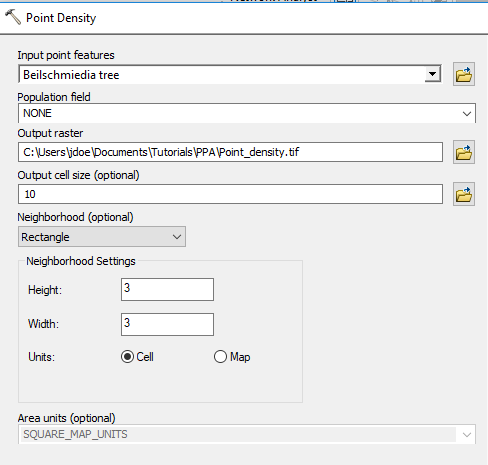 Point Density
Input point features
Beilschmiedia tree
Population field
NONE
Output raster
C:\Users\jdoe\Documents\Tutorials\PPA\Point_density.tif
Output cell size (optional)
10
Neighborhood (optional)
Rectangle
Neighborhood Settings
Height: 3
Width: 3
Units: Cell Map
Area units (optional)
SQUARE_MAP_UNITS